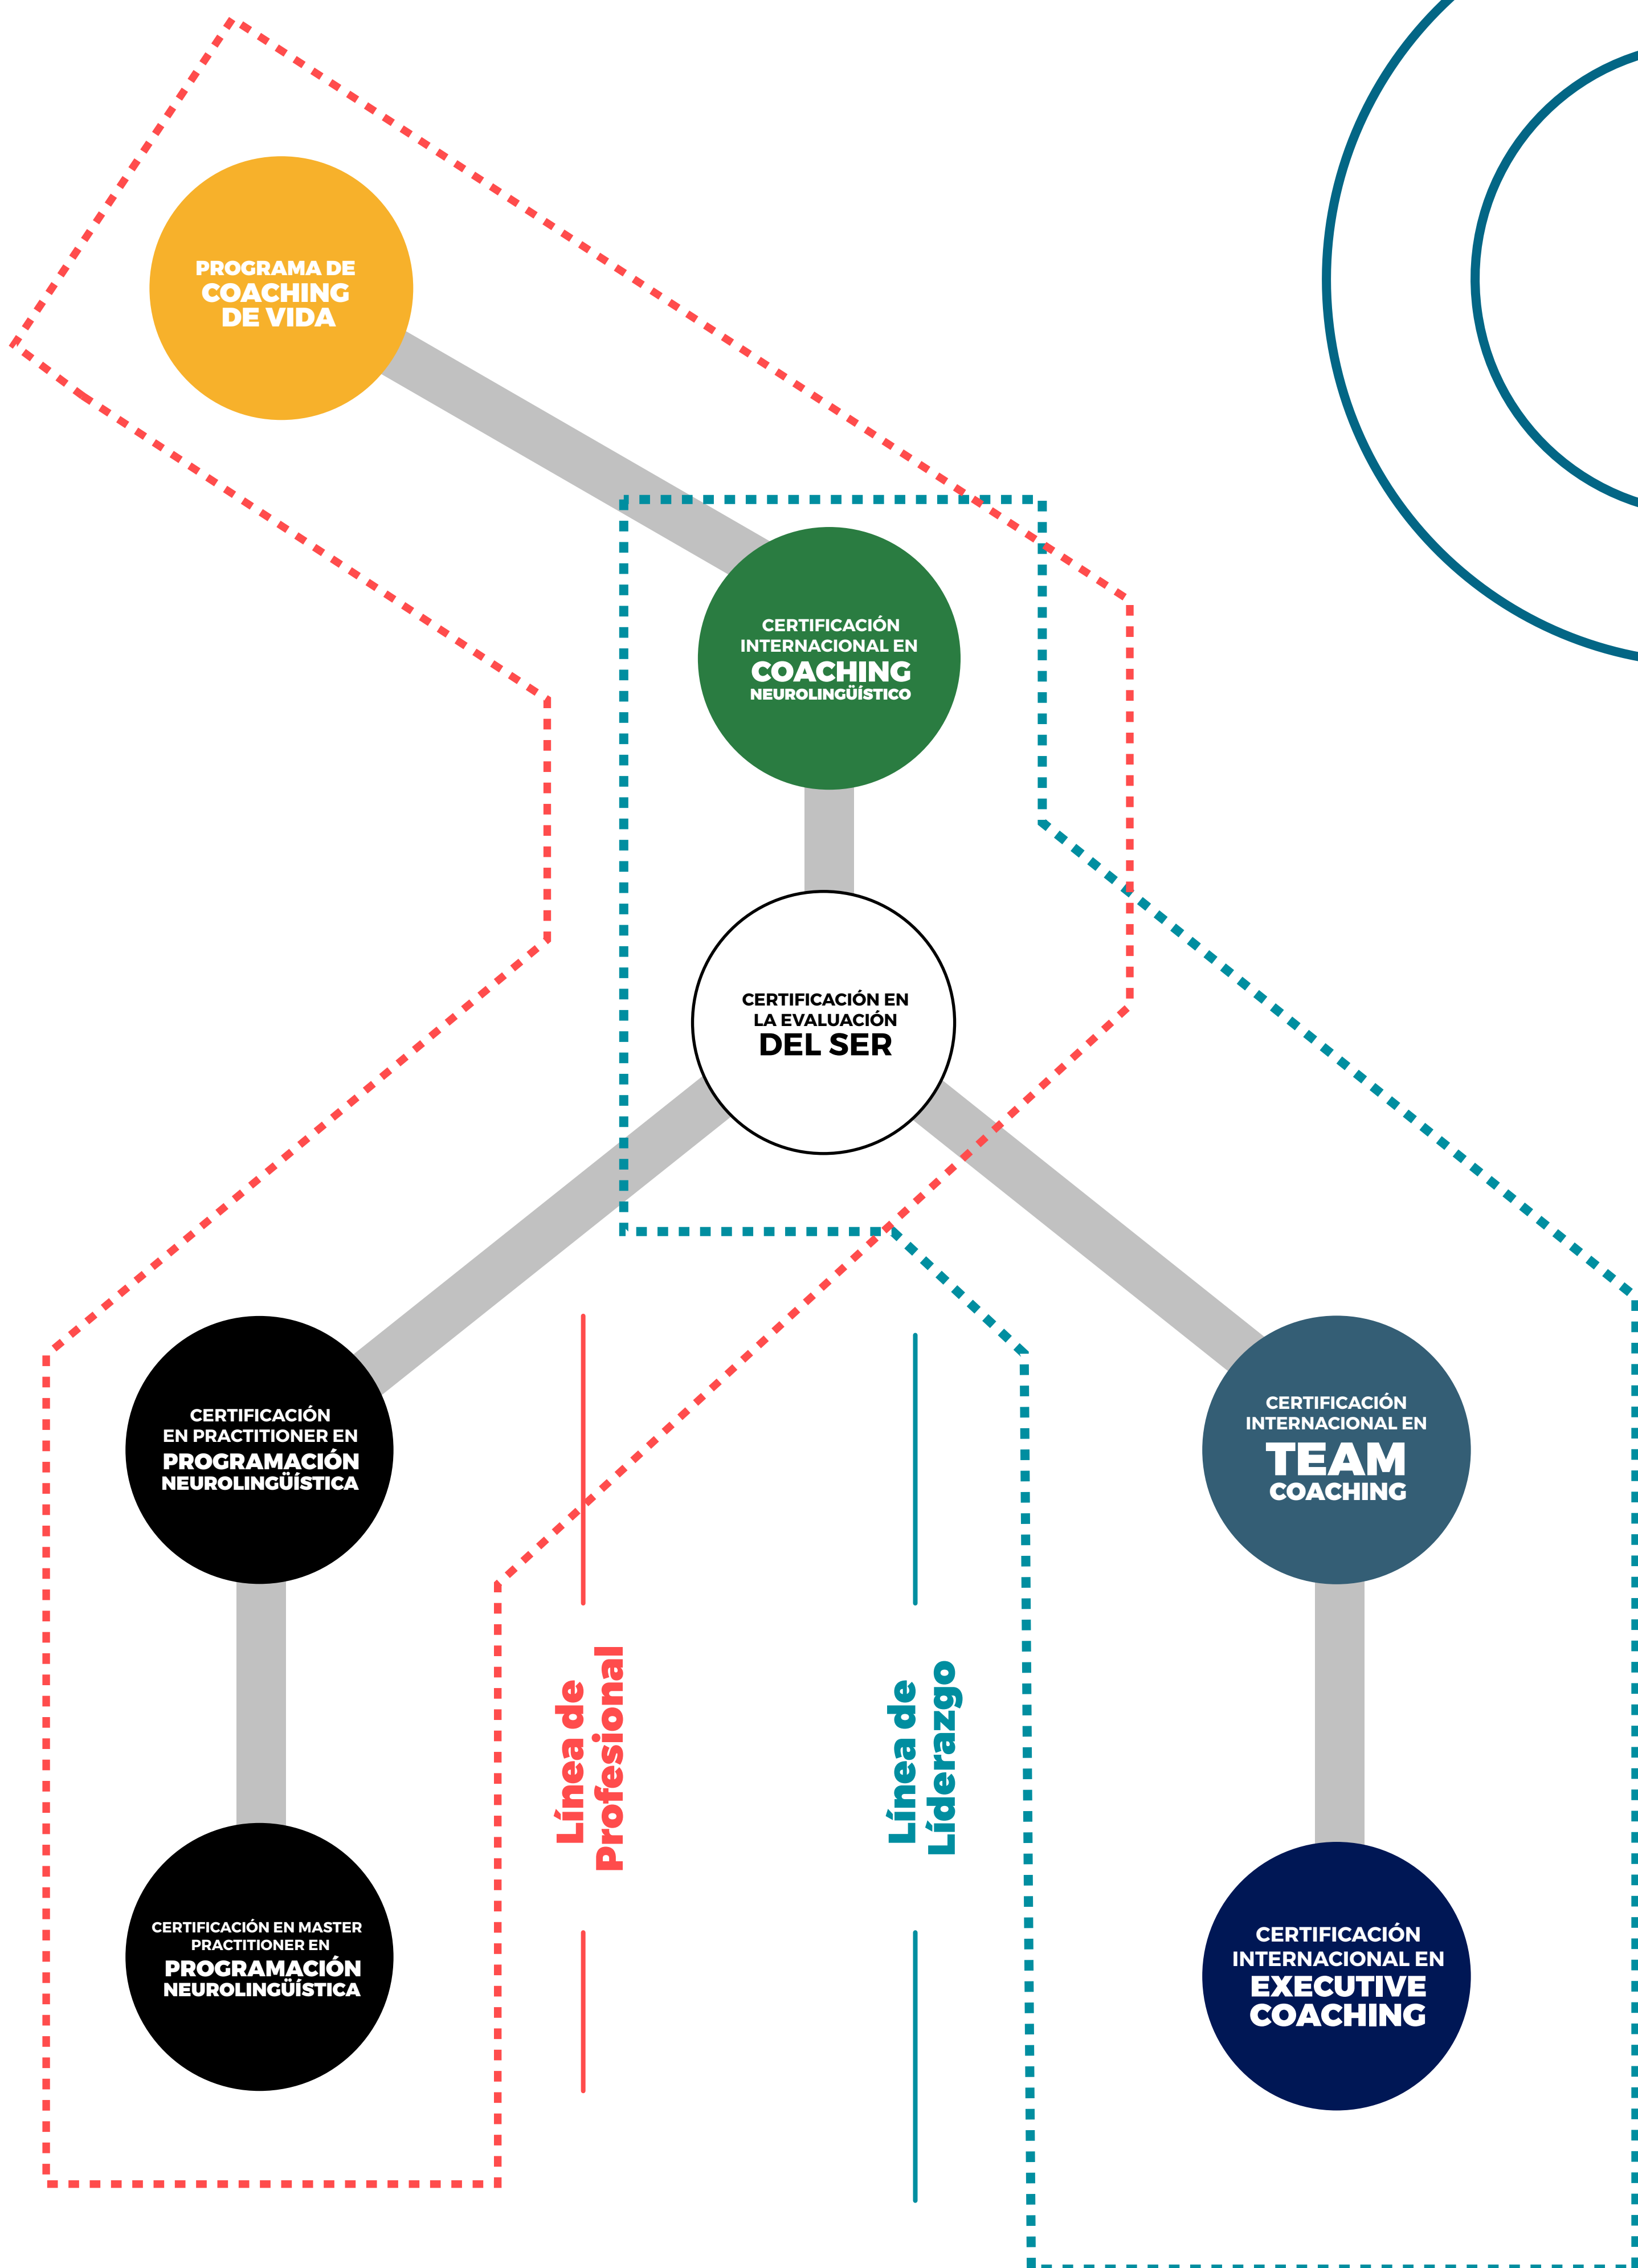 PROGRAMA DE
COACHING
DE VIDA
CERTIFICACIÓN
INTERNACIONAL EN
COACHING
NEUROLINGÜÍSTICO
CERTIFICACIÓN EN
LA EVALUACIÓN
DEL SER
CERTIFICACIÓN
EN PRACTITIONER EN
PROGRAMACIÓN
NEUROLINGÜÍSTICA
CERTIFICACIÓN
INTERNACIONAL EN
TEAM
COACHING
Línea de
Profesional
Línea de
Líderazgo
CERTIFICACIÓN EN MASTER
PRACTITIONER EN
PROGRAMACIÓN
NEUROLINGÜÍSTICA
CERTIFICACIÓN
INTERNACIONAL EN
EXECUTIVE
COACHING